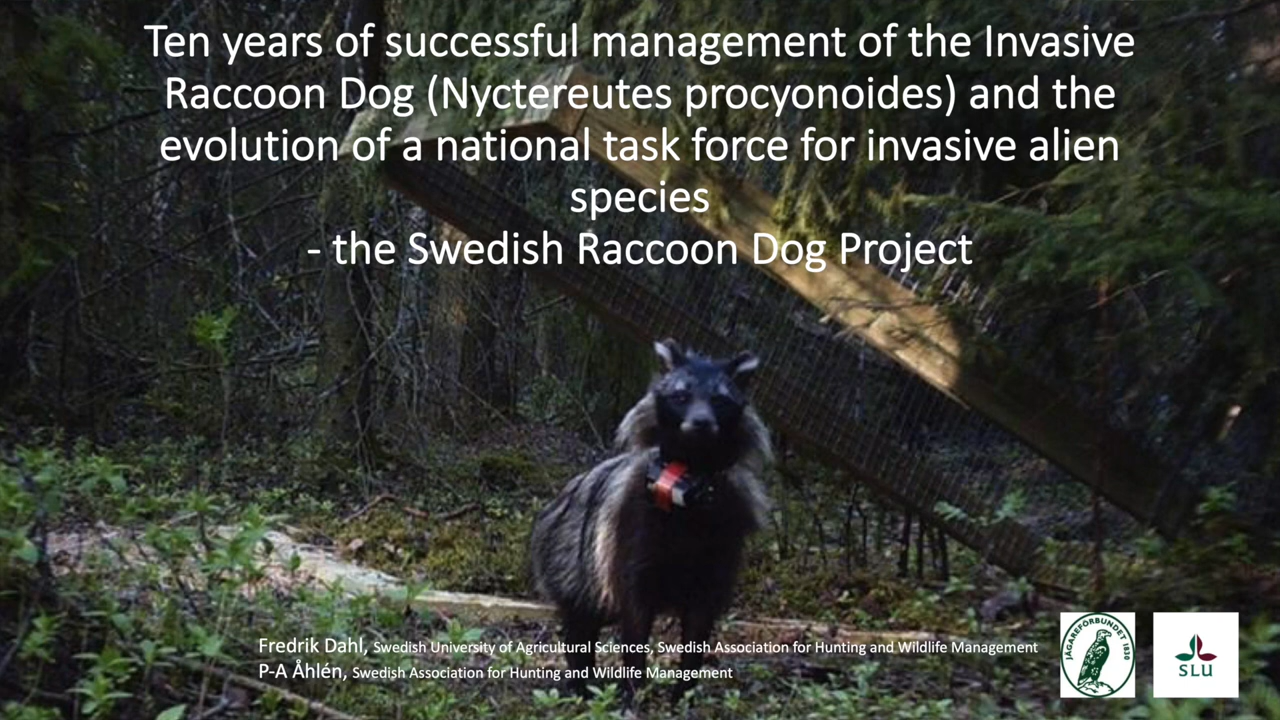 Ten years of successful management of the Invasive
Raccoon Dog (Nyctereutes procyonoides) and the
evolution of a national task force for invasive alien
species
- the Swedish Raccoon Dog Project
Fredrik Dahl, Swedish University of Agricultural Sciences, Swedish Association for Hunting and Wildlife Management
P-A Åhlén, Swedish Association for Hunting and Wildlife Management
JÄGAREFÖRBUNDET 1830
SLU